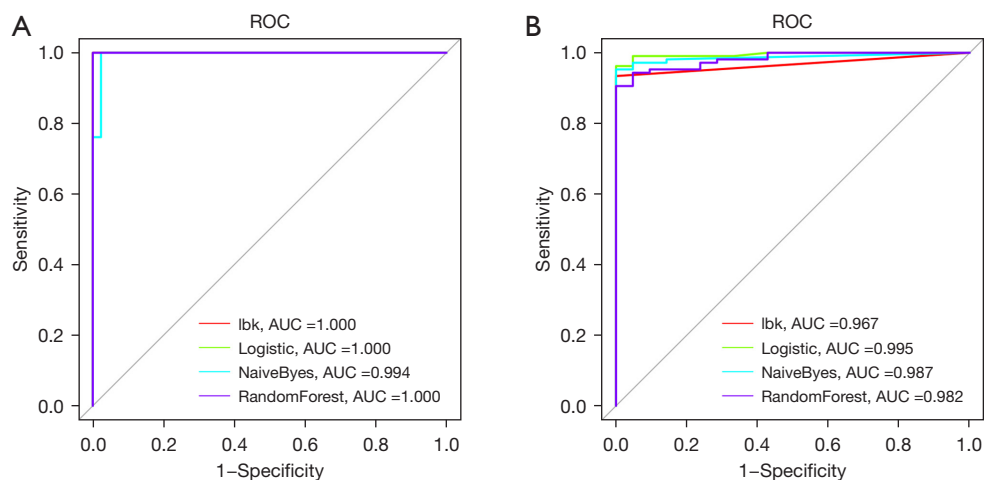 A
ROC
1.0
0.8
0.6
0.4
0.2
0.0
Sensitivity
lbk, AUC =1.000
Logistic, AUC =1.000
NaiveByes, AUC =0.994
RandomForest, AUC =1.000
0.0 0.2 0.4 0.6 0.8 1.0
1–Specificity
B
ROC
1.0
0.8
0.6
0.4
0.2
0.0
Sensitivity
lbk, AUC =0.967
Logistic, AUC =0.995
NaiveByes, AUC =0.987
RandomForest, AUC =0.982
0.0 0.2 0.4 0.6 0.8 1.0
1–Specificity